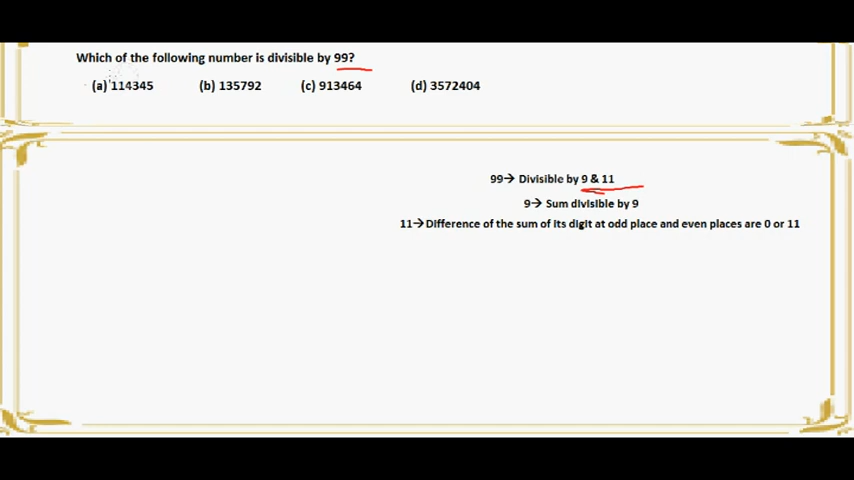 Which of the following number is divisible by 99?
(a) 114345 (b) 135792 (c) 913464 (d) 3572404
99→ Divisible by 9 & 11
9→ Sum divisible by 9
11→Difference of the sum of its digit at odd place and even places are 0 or 11